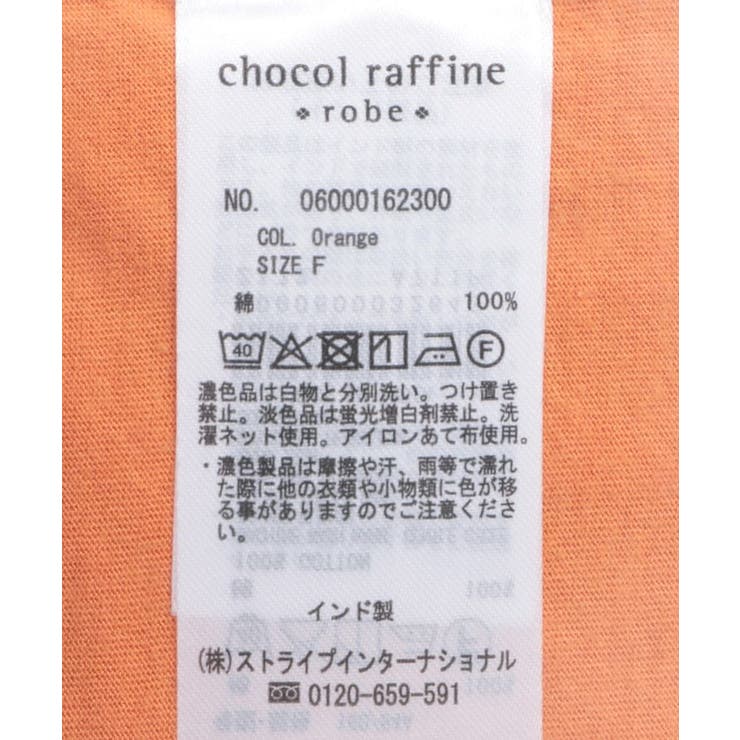 chocol raffine
robe
NO. 06000162300
COL. Orange
SIZE F
綿 100%
40 F
濃色品は白物と分別洗い。つけ置き
禁止。淡色品は蛍光増白剤禁止。洗
濯ネット使用。アイロンあて布使用。
・濃色製品は摩擦や汗、雨等で濡れ
た際に他の衣類や小物類に色が移
る事がありますのでご注意くださ
い。
インド製
(株)ストライプインターナショナル
0120-659-591